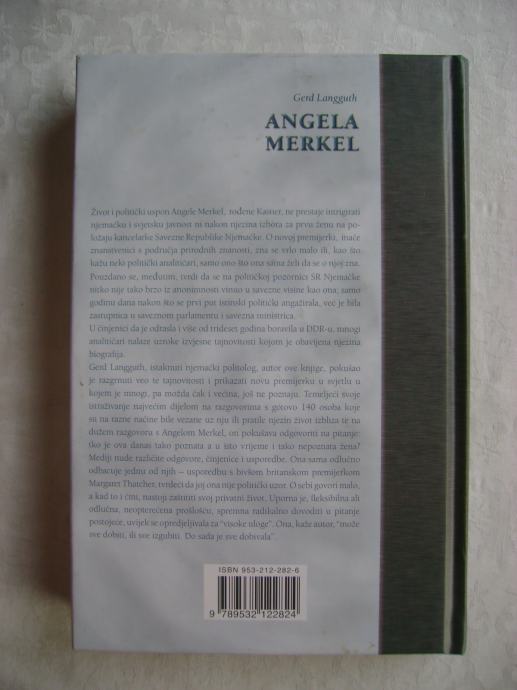 Gerd Langguth
ANGELA
MERKEL
Život i politički uspon Angele Merkel, rođene Kasner, ne prestaje intrigirati
njemačku i svjetsku javnost ni nakon njezina izbora za prvu ženu na po-
ložaju kancelarke Savezne Republike Njemačke. O novoj premijerki, inače
znanstvenici s područja prirodnih znanosti, zna se vrlo malo ili, kao što
kažu neki politički analitičari, samo ono što ona sama želi da se o njoj zna.
Pouzdano se, međutim, tvrdi da se na političkoj pozornici SR Njemačke
nitko nije tako brzo iz anonimnosti vinuo u savezne visine kao ona; samo
godinu dana nakon što se prvi put istinski politički angažirala, već je bila
zastupnica u saveznom parlamentu i savezna ministrica.
U činjenici da je odrasla i više od trideset godina boravila u DDR-u, mnogi
analitičari nalaze uzroke izvjesne tajnovitosti kojom je obavijena njezina
biografija.
Gerd Langguth, istaknuti njemački politolog, autor ove knjige, pokušao
je razgrnuti veo te tajnovitosti i prikazati novu premijerku u svjetlu u
kojem je mnogi, pa možda čak i većina, još ne poznaju. Temeljeći svoje
istraživanje najvećim dijelom na razgovorima s gotovo 140 osoba koje
su na razne načine bile vezane uz nju ili pratile njezin život izbliza te na
dužem razgovoru s Angelom Merkel, on pokušava odgovoriti na pitanje:
tko je ova danas tako poznata a u isto vrijeme i tako nepoznata žena?
Mediji nude različite odgovore, činjenice i usporedbe. Ona sama odlučno
odbacuje jednu od njih – usporedbu s bivšom britanskom premijerkom
Margaret Thatcher, tvrdeći da joj ona nije politički uzor. O sebi govori malo,
a kad to i čini, nastoji zaštititi svoj privatni život. Uporna je, fleksibilna ali
odlučna, neopterećena prošlošću, spremna radikalno dovoditi u pitanje
postojeće, uvijek se opredjeljivala za "visoke uloge". Ona, kaže autor, "može
sve dobiti, ili sve izgubiti. Do sada je sve dobivala".
ISBN 953-212-282-6
9 789532 122824